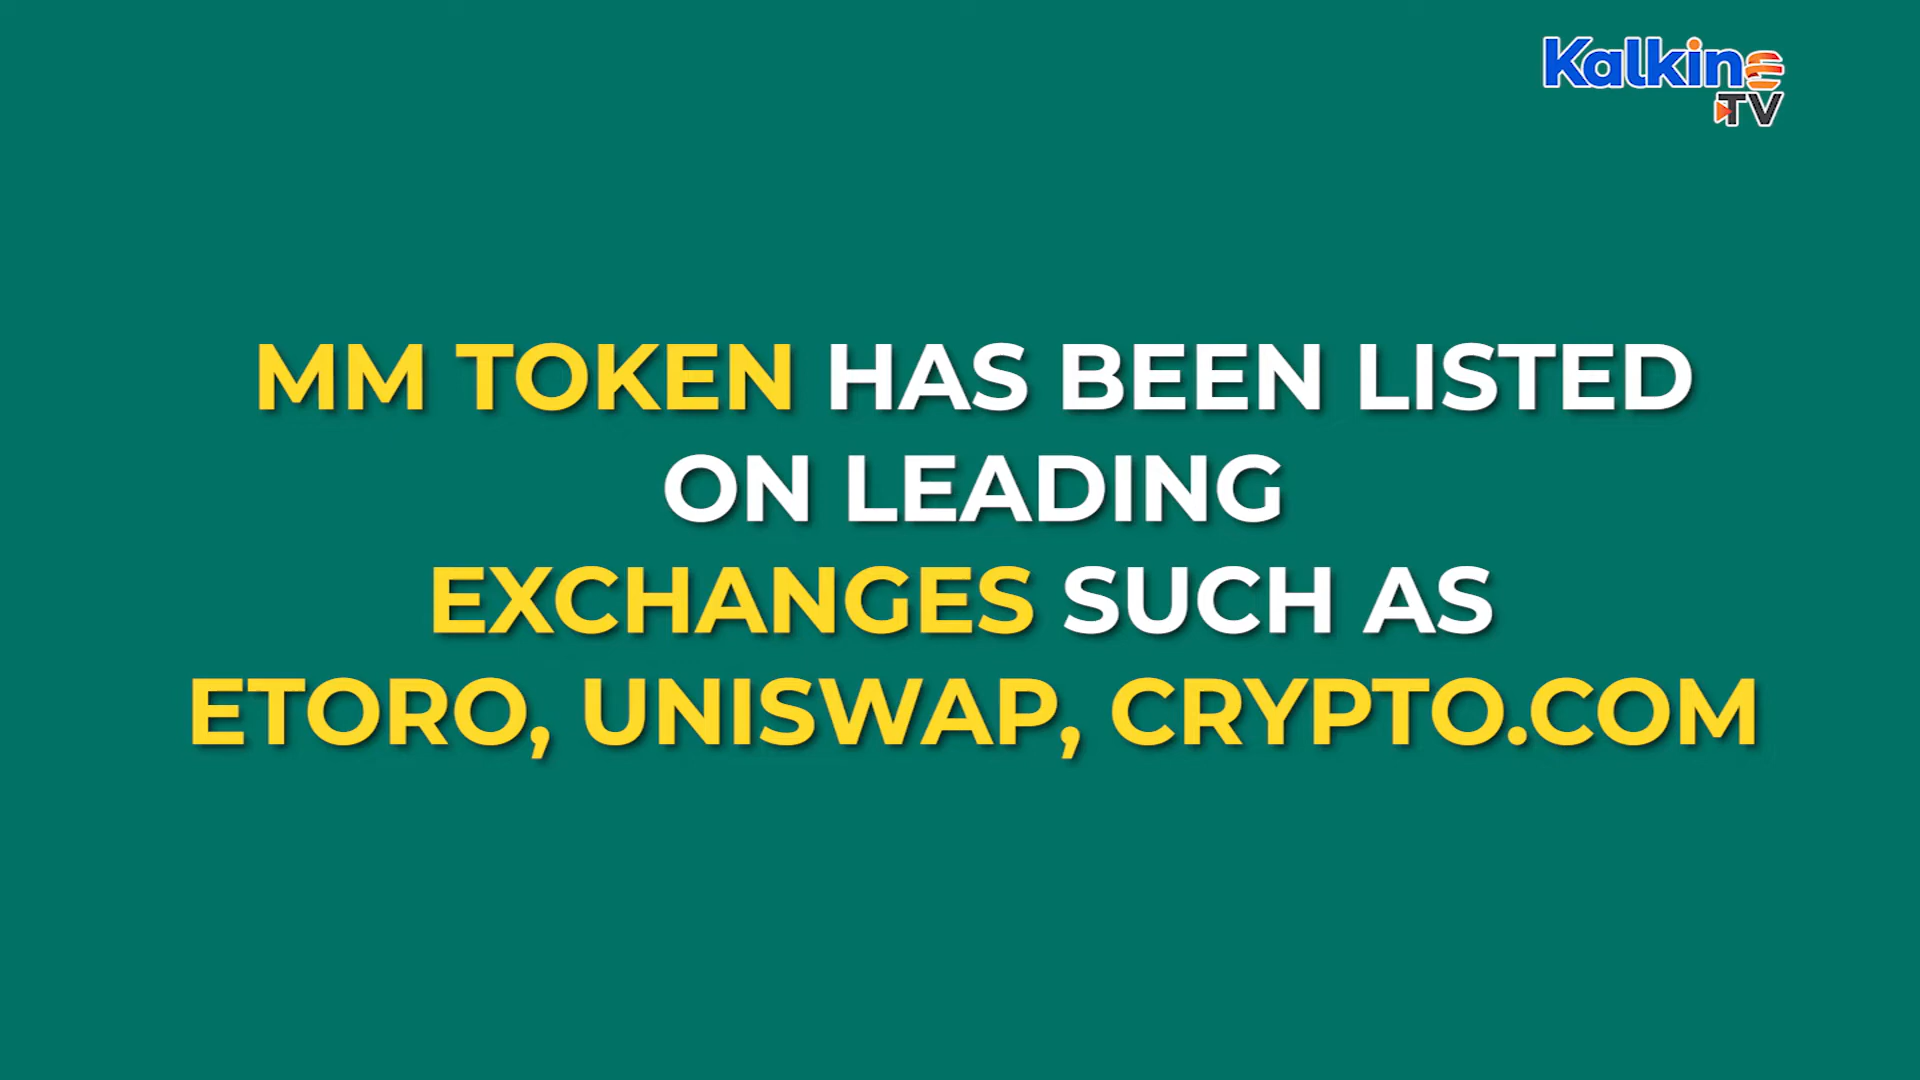 Kalkine
TV
MM TOKEN HAS BEEN LISTED
ON LEADING
EXCHANGES SUCH AS
ETORO, UNISWAP, CRYPTO.COM